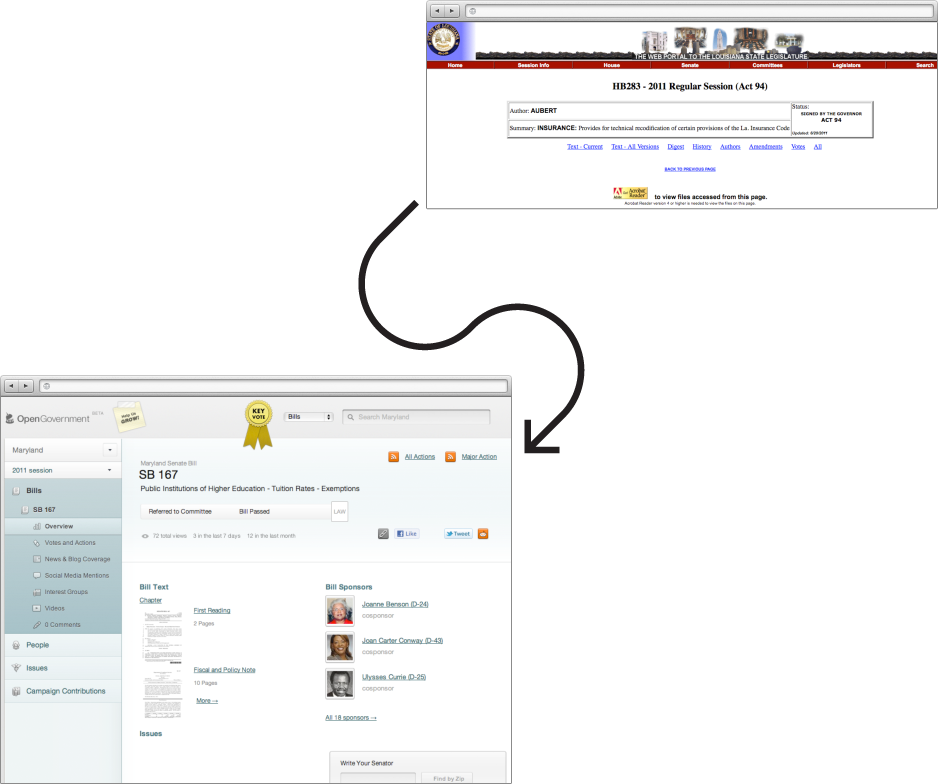 THE WEB PORTAL TO THE LOUISIANA STATE LEGISLATURE
Home Session Info House Senate Committees Legislators Search
HB283 - 2011 Regular Session (Act 94)
Author: AUBERT
Status:
SIGNED BY THE GOVERNOR
ACT 94
Summary: INSURANCE: Provides for technical recodification of certain provisions of the La. Insurance Code
Updated: 6/20/2011
Text - Current Text - All Versions Digest History Authors Amendments Votes All
BACK TO PREVIOUS PAGE
Get Acrobat Reader to view files accessed from this page.
Acrobat Reader version 4 or higher is needed to view the files on this page.
OpenGovernment BETA
Help Us GROW!
KEY VOTE
Bills
Search Maryland
Maryland
2011 session
Bills
SB 167
Overview
Votes and Actions
News & Blog Coverage
Social Media Mentions
Interest Groups
Videos
0 Comments
People
Issues
Campaign Contributions
All Actions Major Action
Maryland Senate Bill
SB 167
Public Institutions of Higher Education - Tuition Rates - Exemptions
Referred to Committee Bill Passed LAW
72 total views 3 in the last 7 days 12 in the last month
Like Tweet
Bill Text
Chapter
First Reading
2 Pages
Fiscal and Policy Note
10 Pages
More →
Issues
Bill Sponsors
Joanne Benson (D-24)
cosponsor
Joan Carter Conway (D-43)
cosponsor
Ulysses Currie (D-25)
cosponsor
All 18 sponsors →
Write Your Senator
Find by Zip